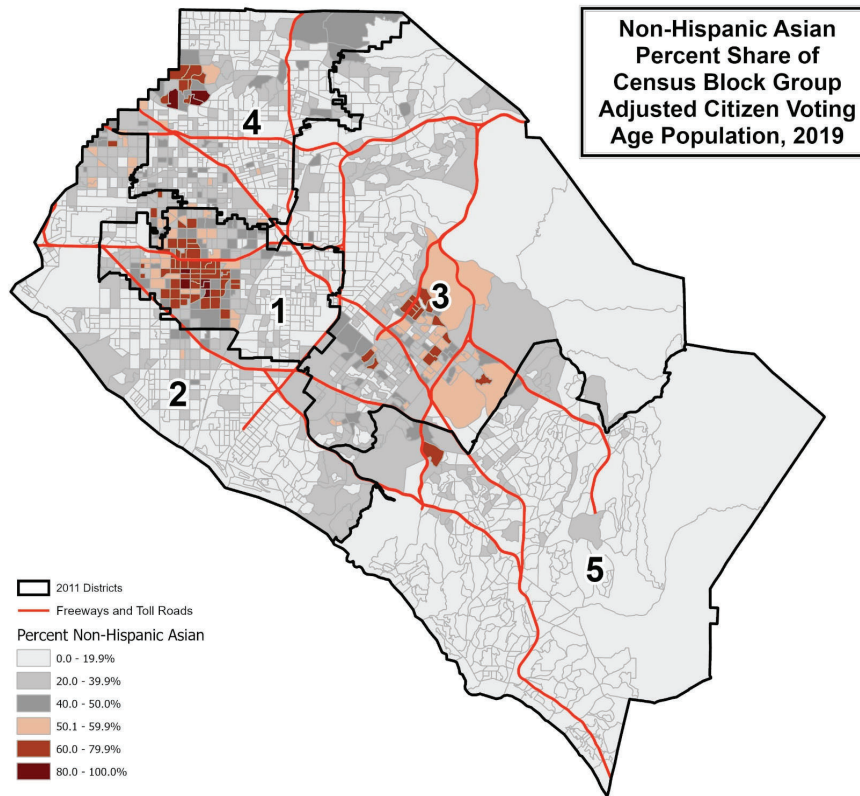 Non-Hispanic Asian
Percent Share of
Census Block Group
Adjusted Citizen Voting
Age Population, 2019
4
3
1
2
5
2011 Districts
Freeways and Toll Roads
Percent Non-Hispanic Asian
0.0 - 19.9%
20.0 - 39.9%
40.0 - 50.0%
50.1 - 59.9%
60.0 - 79.9%
80.0 - 100.0%